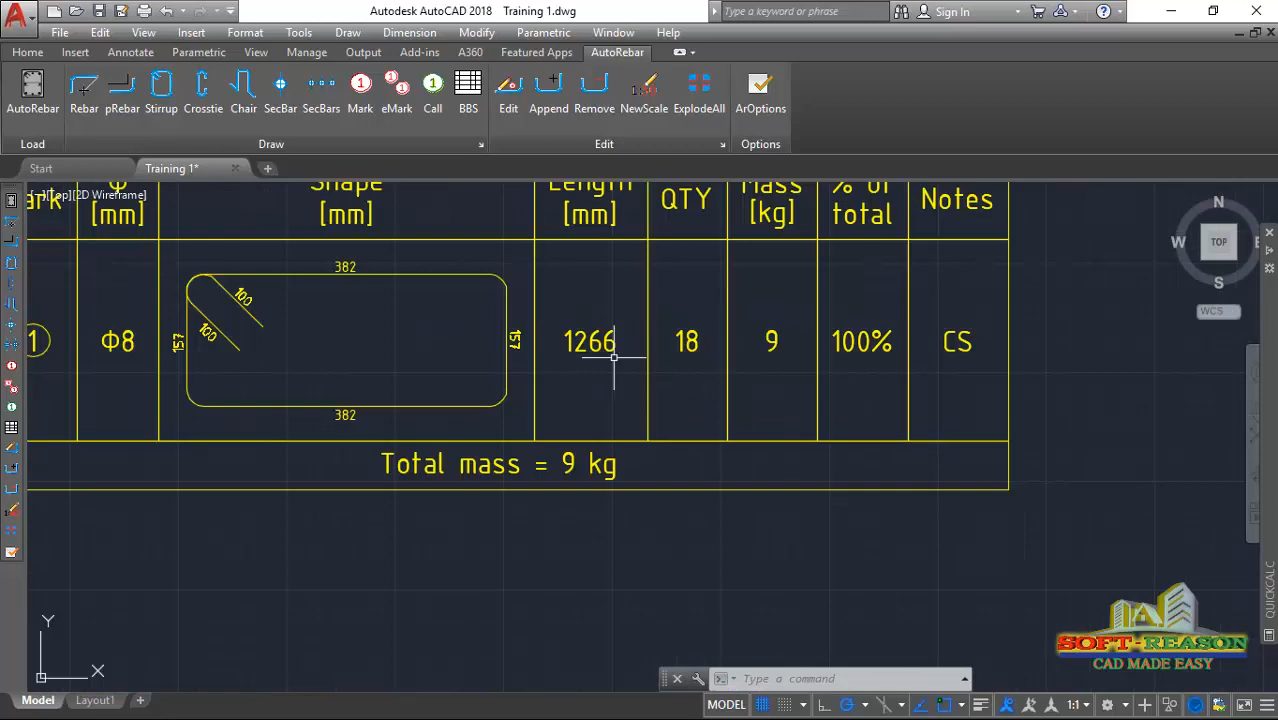 Autodesk AutoCAD 2018 Training 1.dwg
Type a keyword or phrase
Sign In
File Edit View Insert Format Tools Draw Dimension Modify Parametric Window Help
Home Insert Annotate Parametric View Manage Output Add-ins A360 Featured Apps AutoRebar
AutoRebar Rebar pRebar Stirrup Crosstie Chair SecBar SecBars Mark eMark Call BBS Edit Append Remove NewScale ExplodeAll ArOptions
Load Draw Edit Options
Start Training 1*
[-][Top][2D Wireframe]
Shape Length Mass % of
[mm] [mm] QTY [kg] total Notes
[mm]
N
W TOP E
S
WCS
382
100
100
157
157
382
1 Φ8 1266 18 9 100% CS
Total mass = 9 kg
QUICKCALC
Y
X
SOFT-REASON
CAD MADE EASY
Type a command
Model Layout1
MODEL 1:1